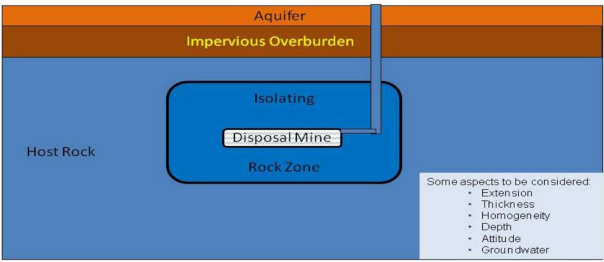 Aquifer
Impervious Overburden
Isolating
Disposal Mine
Host Rock
Rock Zone
Some aspects to be considered:
• Extension
• Thickness
• Homogeneity
• Depth
• Attitude
• Groundwater